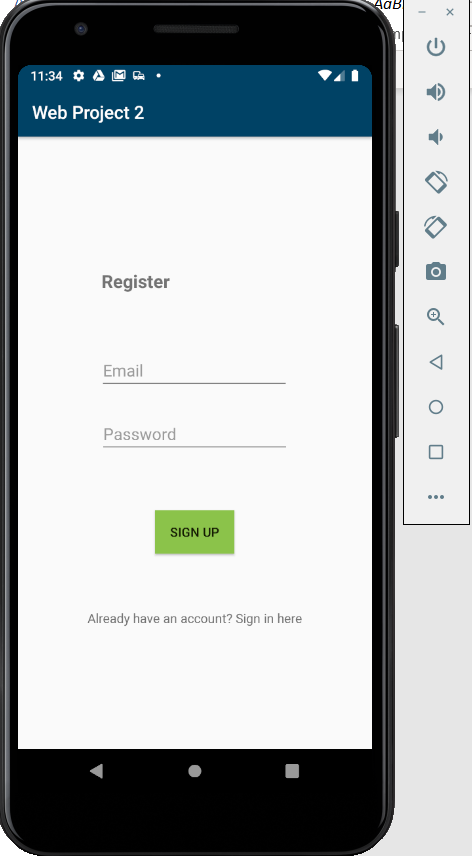 AaB
11:34
Web Project 2
Register
Email
Password
SIGN UP
Already have an account? Sign in here